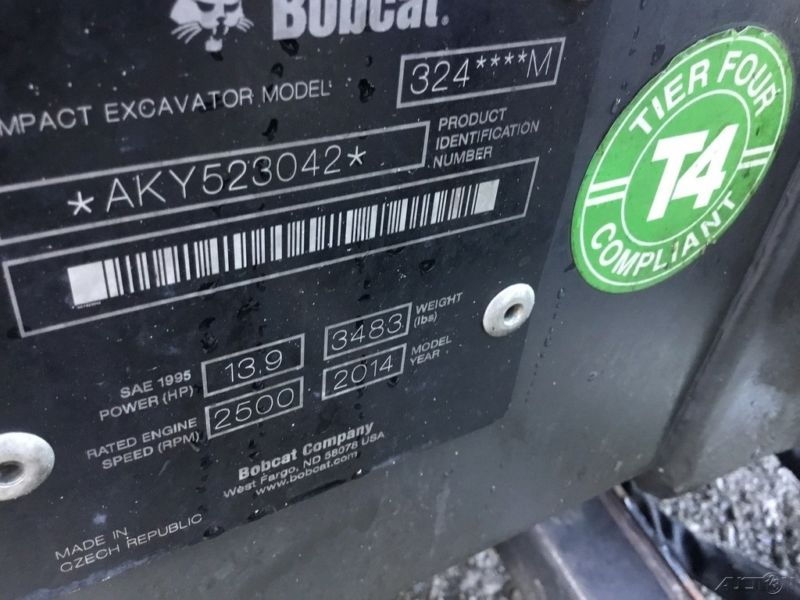 Bobcat.
MPACT EXCAVATOR MODEL 324****M
*AKY523042*
PRODUCT
IDENTIFICATION
NUMBER
SAE 1995
POWER (HP) 13.9
3483 WEIGHT
(lbs)
RATED ENGINE
SPEED (RPM) 2500
2014 MODEL
YEAR
Bobcat Company
West Fargo, ND 58078 USA
www.bobcat.com
MADE IN
CZECH REPUBLIC
TIER FOUR
T4
COMPLIANT